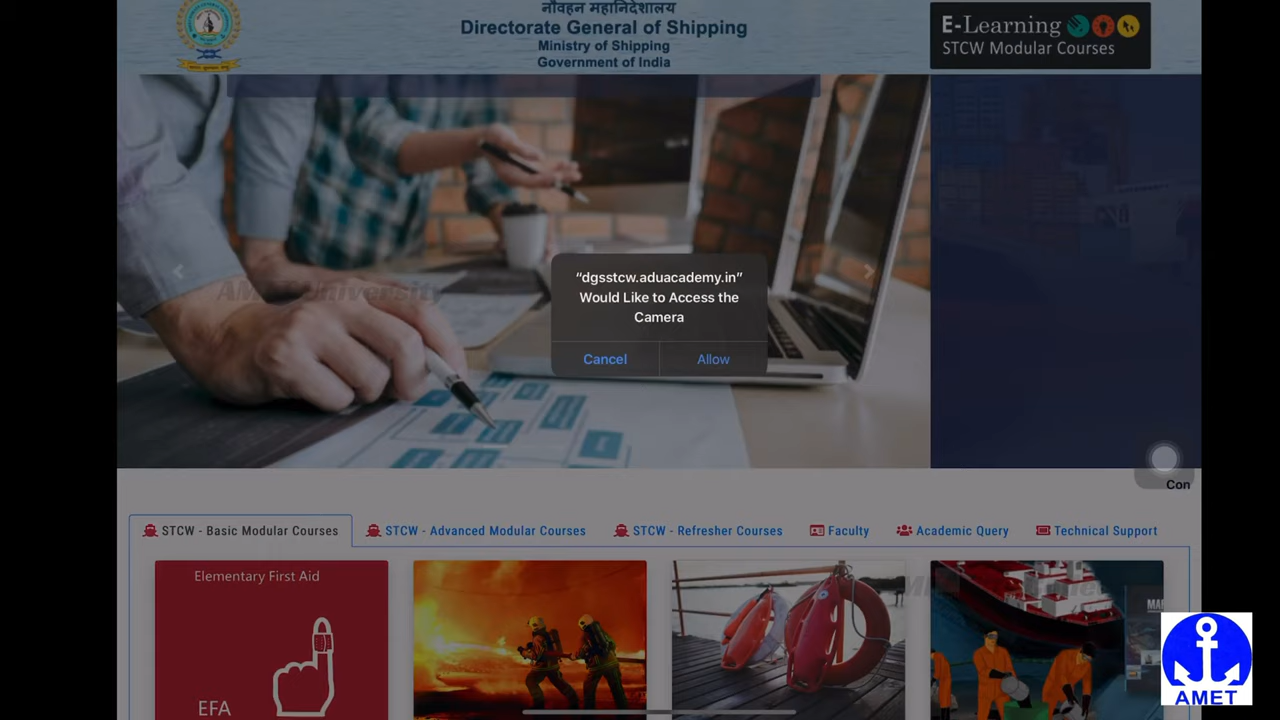 नौवहन महानिदेशालय
Directorate General of Shipping
Ministry of Shipping
Government of India
E-Learning
STCW Modular Courses
AMET University
“dgsstcw.aduacademy.in”
Would Like to Access the
Camera
Cancel
Allow
Con
STCW - Basic Modular Courses
STCW - Advanced Modular Courses
STCW - Refresher Courses
Faculty
Academic Query
Technical Support
Elementary First Aid
EFA
AMET